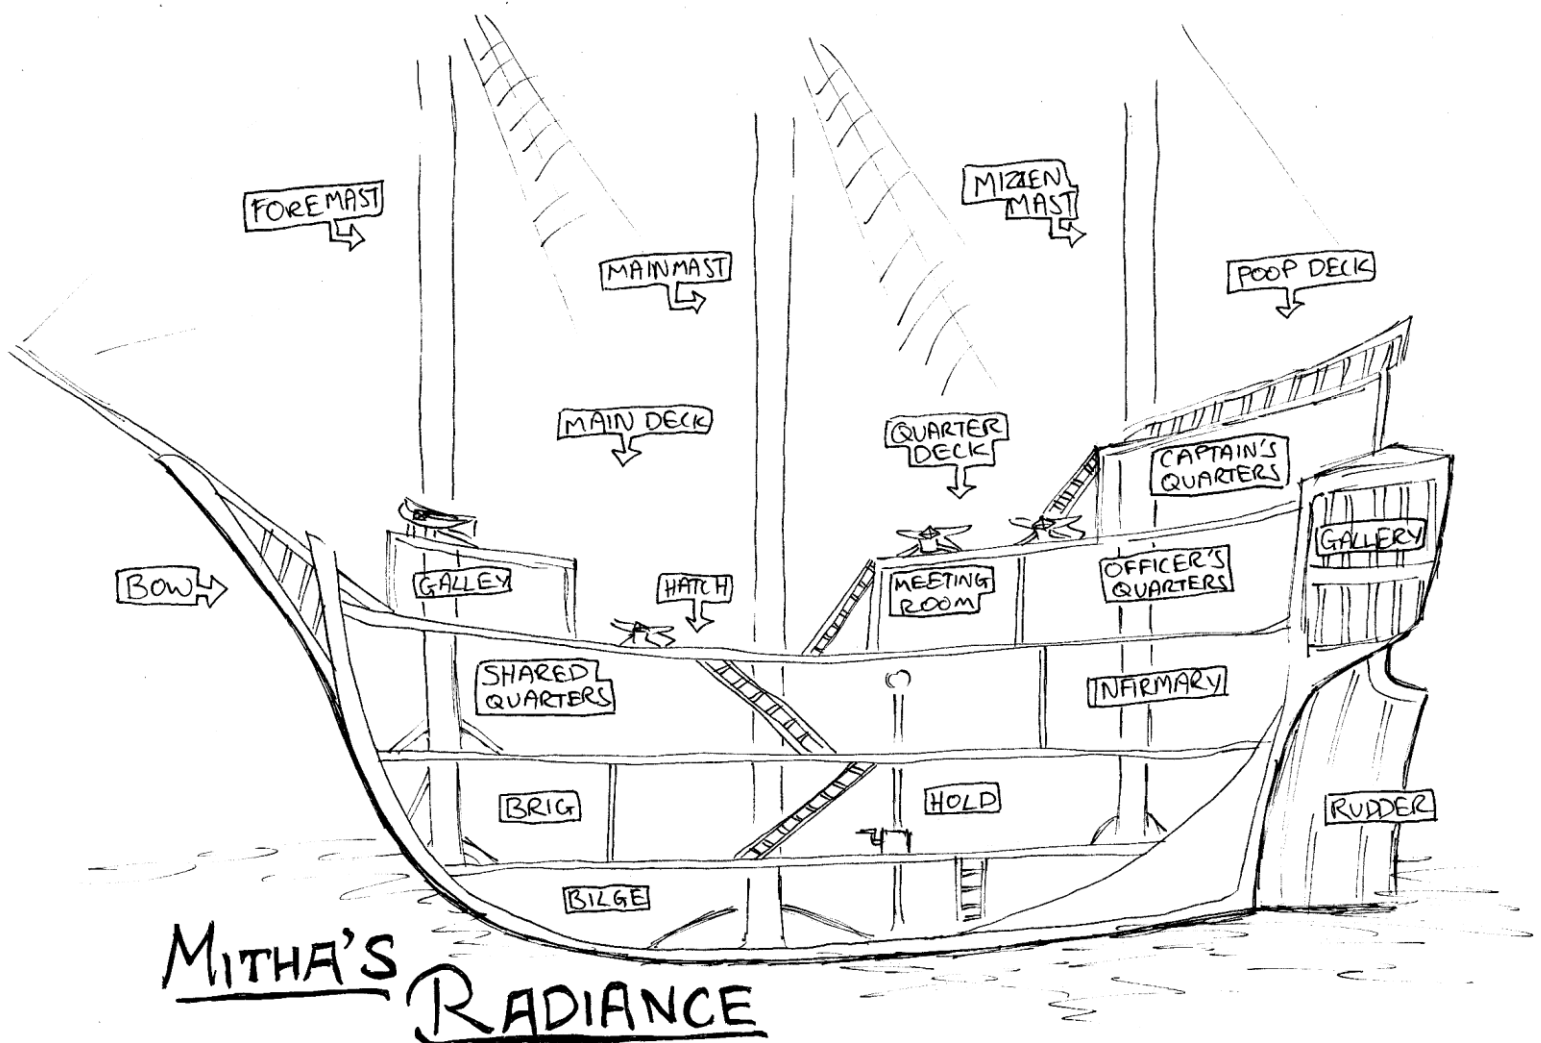 FOREMAST
MIZZEN
MAST
MAINMAST
POOP DECK
MAIN DECK
QUARTER
DECK
CAPTAIN'S
QUARTERS
GALLERY
BOW
GALLEY
HATCH
MEETING
ROOM
OFFICER'S
QUARTERS
SHARED
QUARTERS
INFIRMARY
BRIG
HOLD
RUDDER
BILGE
MITHA'S
RADIANCE